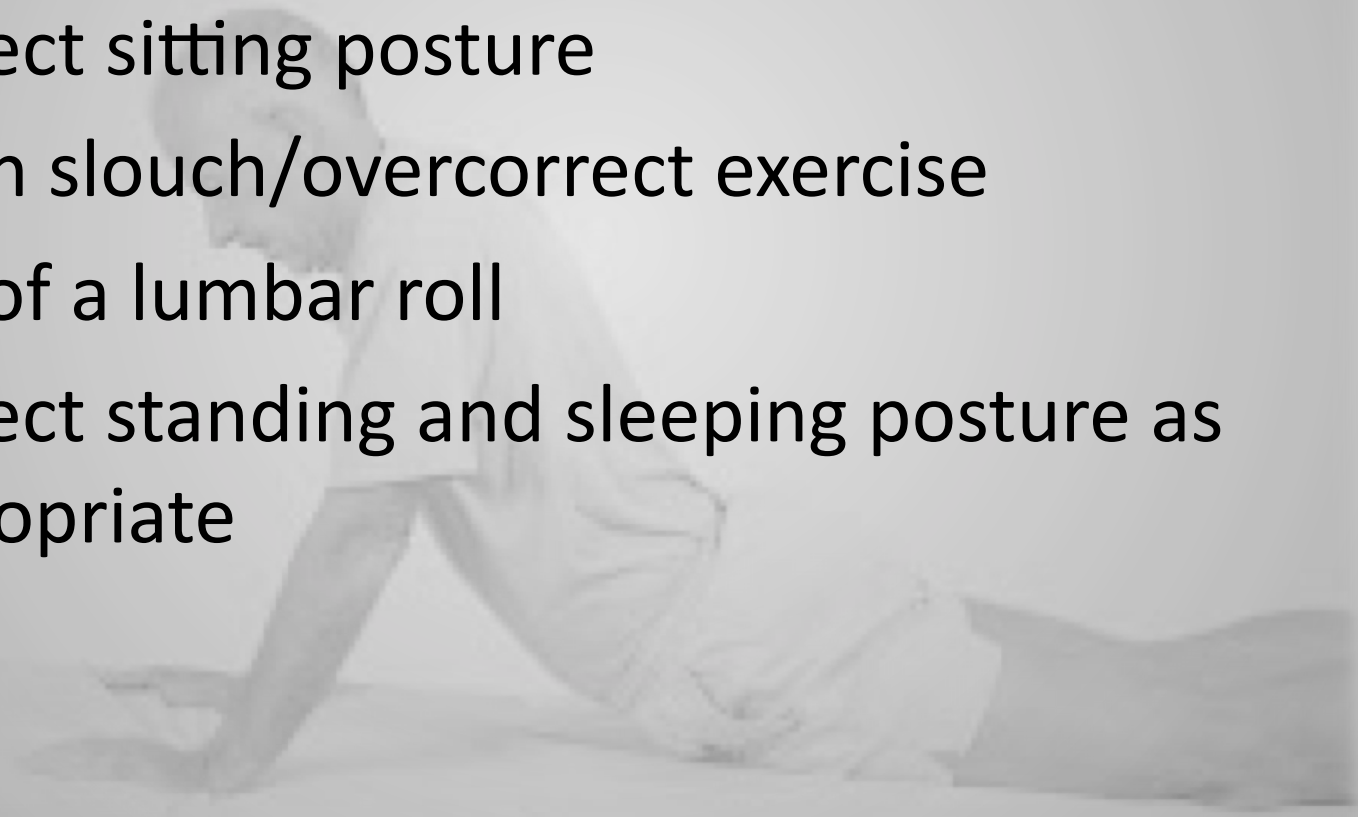 ect sitting posture
n slouch/overcorrect exercise
of a lumbar roll
ect standing and sleeping posture as
opriate